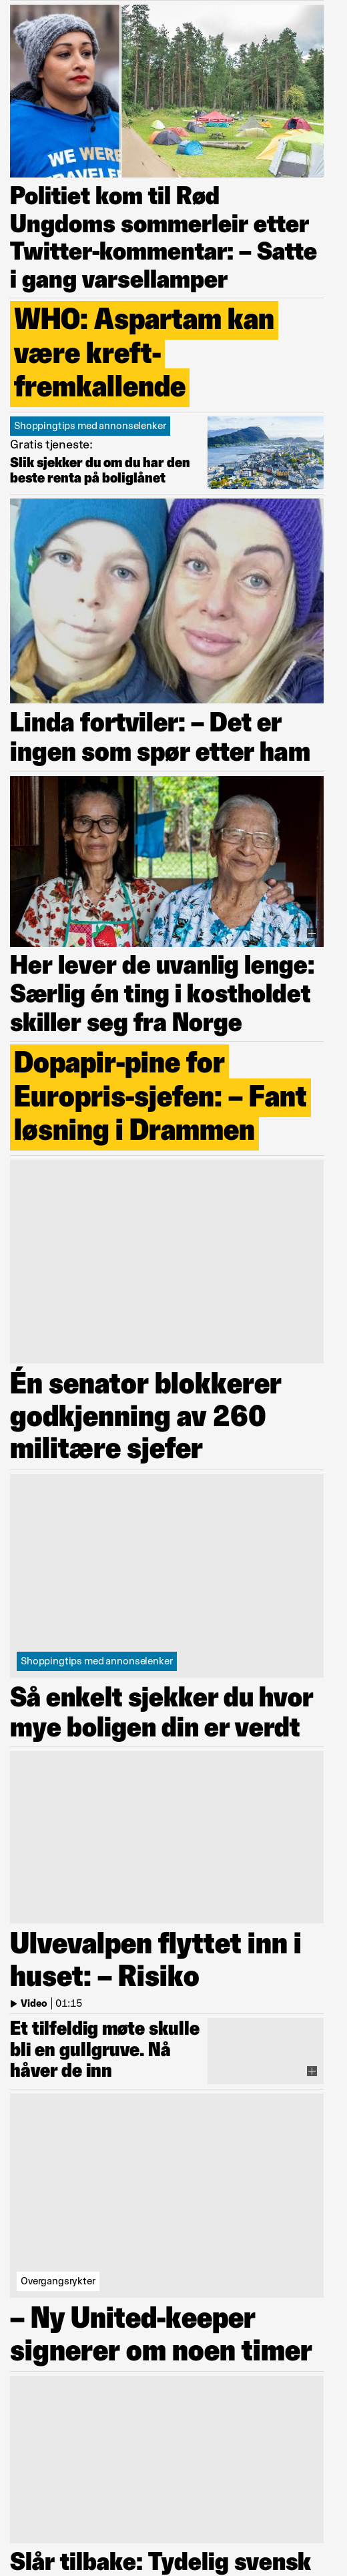 WE WERE
TRAVELER
Politiet kom til Rød
Ungdoms sommerleir etter
Twitter-kommentar: – Satte
i gang varsellamper
WHO: Aspartam kan
være kreft-
fremkallende
Shoppingtips med annonselenker
Gratis tjeneste:
Slik sjekker du om du har den
beste renta på boliglånet
Linda fortviler: – Det er
ingen som spør etter ham
Her lever de uvanlig lenge:
Særlig én ting i kostholdet
skiller seg fra Norge
Dopapir-pine for
Europris-sjefen: – Fant
løsning i Drammen
Én senator blokkerer
godkjenning av 260
militære sjefer
Shoppingtips med annonselenker
Så enkelt sjekker du hvor
mye boligen din er verdt
Ulvevalpen flyttet inn i
huset: – Risiko
Video | 01:15
Et tilfeldig møte skulle
bli en gullgruve. Nå
håver de inn
Overgangsrykter
– Ny United-keeper
signerer om noen timer
Slår tilbake: Tydelig svensk